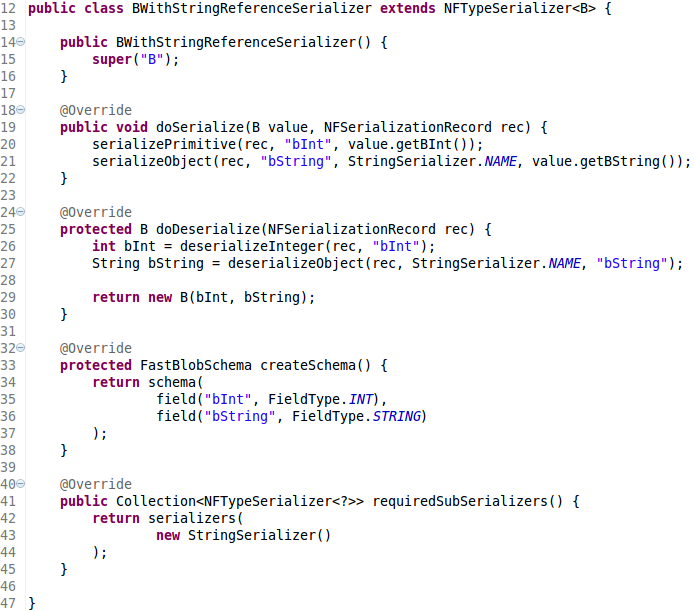 12 public class BWithStringReferenceSerializer extends NFTypeSerializer<B> {
13
14 public BWithStringReferenceSerializer() {
15 super("B");
16 }
17
18 @Override
19 public void doSerialize(B value, NFSerializationRecord rec) {
20 serializePrimitive(rec, "bInt", value.getBInt());
21 serializeObject(rec, "bString", StringSerializer.NAME, value.getBString());
22 }
23
24 @Override
25 protected B doDeserialize(NFSerializationRecord rec) {
26 int bInt = deserializeInteger(rec, "bInt");
27 String bString = deserializeObject(rec, StringSerializer.NAME, "bString");
28
29 return new B(bInt, bString);
30 }
31
32 @Override
33 protected FastBlobSchema createSchema() {
34 return schema(
35 field("bInt", FieldType.INT),
36 field("bString", FieldType.STRING)
37 );
38 }
39
40 @Override
41 public Collection<NFTypeSerializer<?>> requiredSubSerializers() {
42 return serializers(
43 new StringSerializer()
44 );
45 }
46
47 }